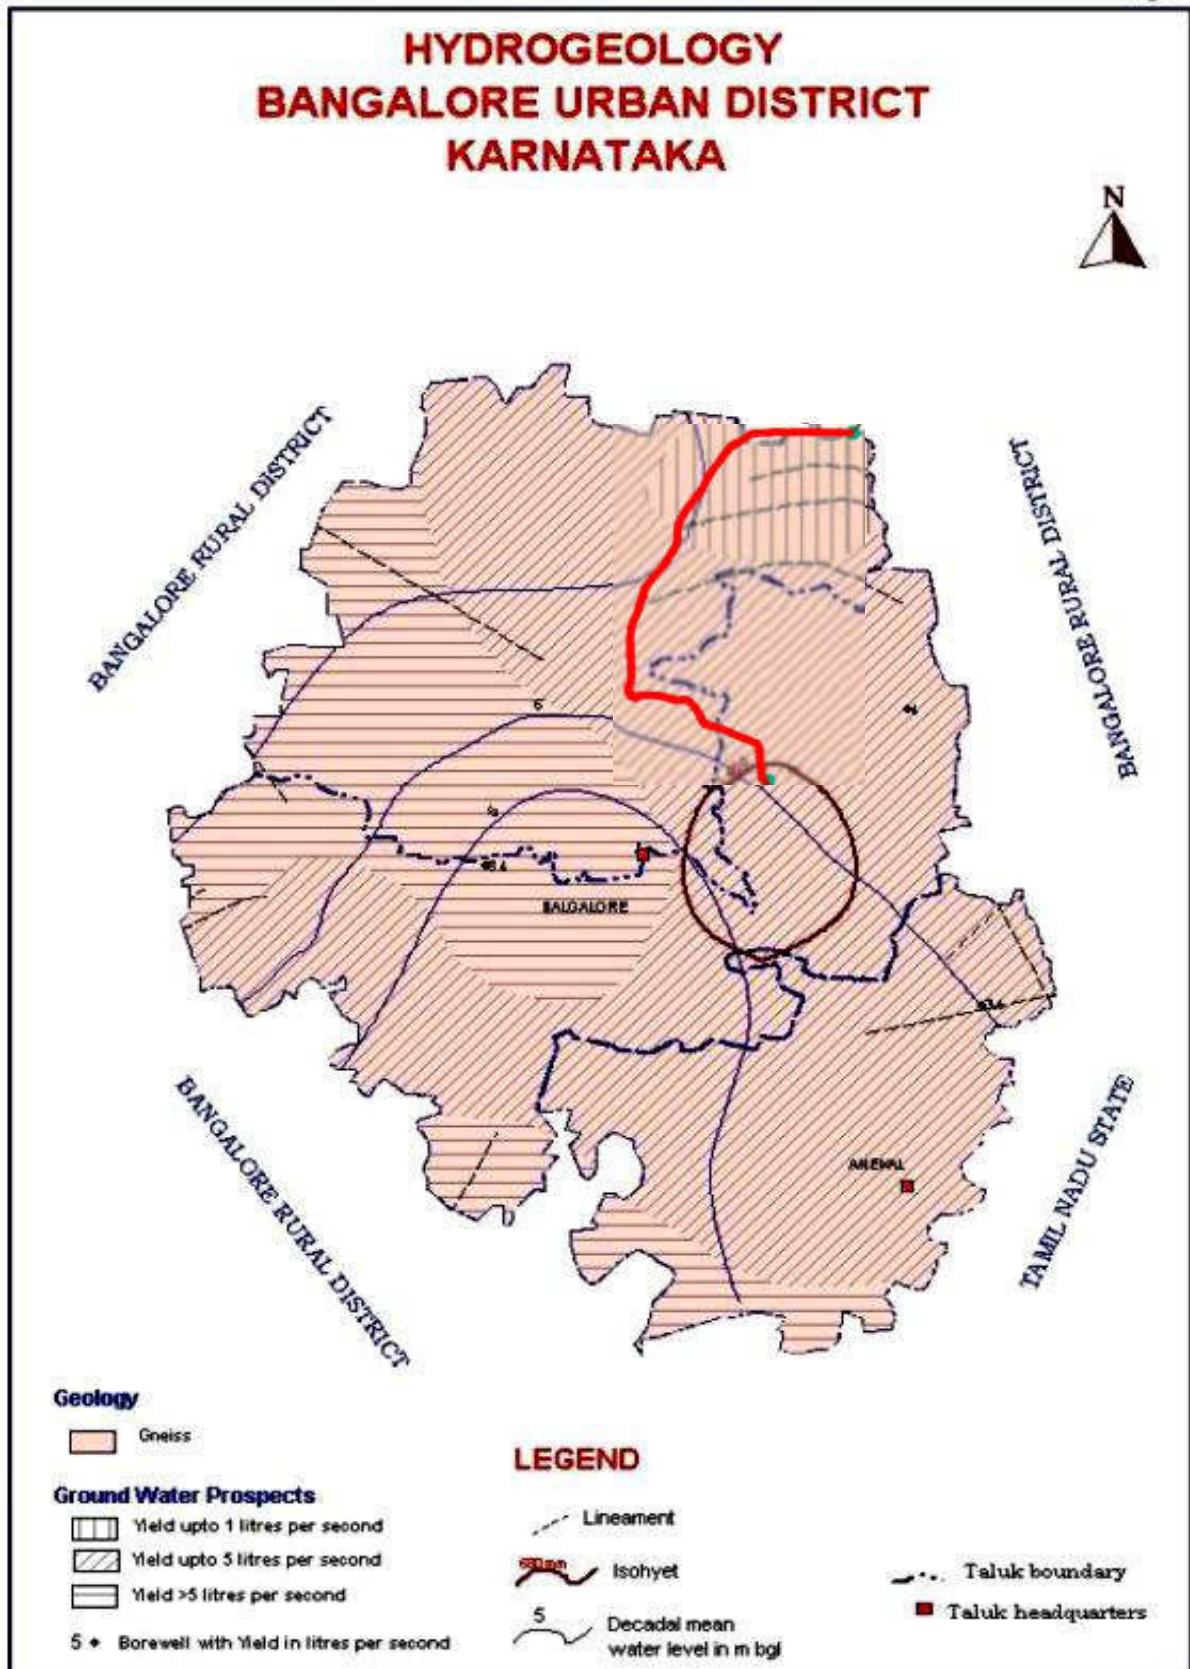 HYDROGEOLOGY
BANGALORE URBAN DISTRICT
KARNATAKA
N
BANGALORE RURAL DISTRICT
BANGALORE RURAL DISTRICT
6
BALGALORE
ANEKAL
BANGALORE RURAL DISTRICT
TAMIL NADU STATE
Geology
Gneiss
LEGEND
Ground Water Prospects
Yield upto 1 litres per second
Yield upto 5 litres per second
Yield >5 litres per second
5 Borewell with Yield in litres per second
Lineament
680mm
Isohyet
5
Decadal mean
water level in m bgl
Taluk boundary
Taluk headquarters